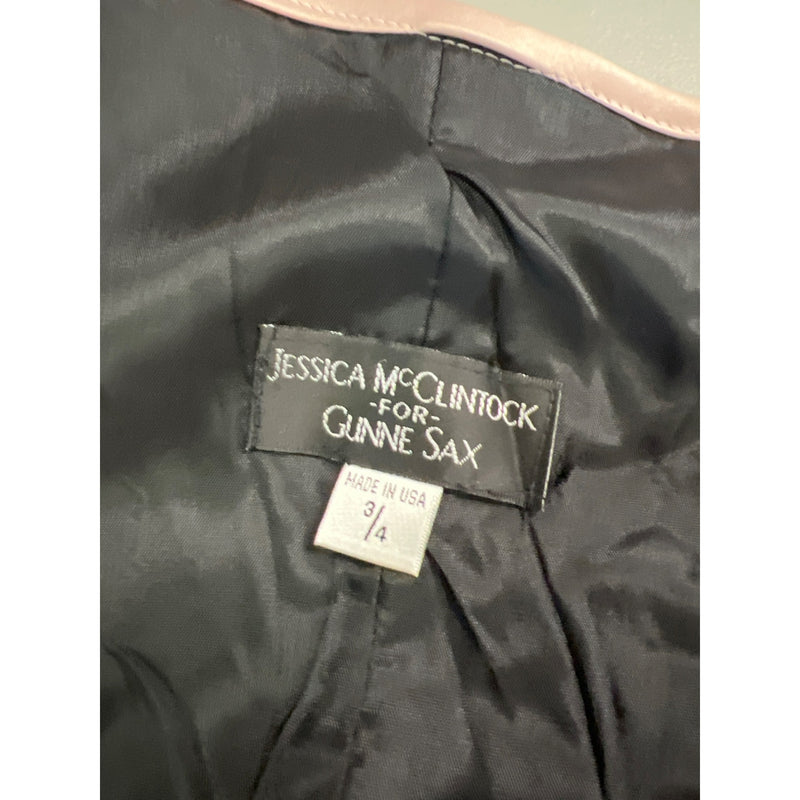 JESSICA McCLINTOCK
-FOR-
GUNNE SAX
MADE IN USA
3/4